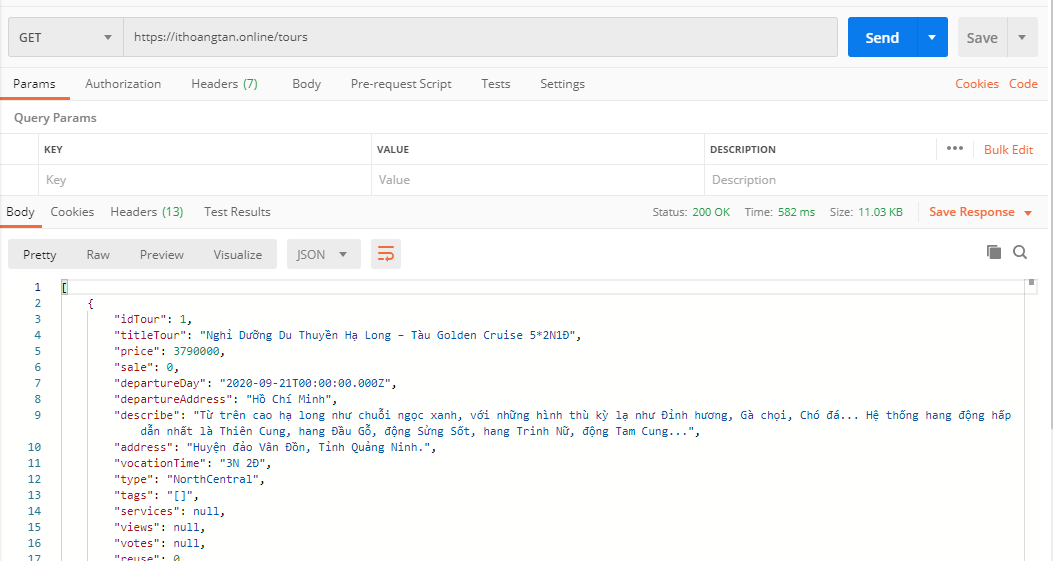 GET https://ithoangtan.online/tours Send Save
Params Authorization Headers (7) Body Pre-request Script Tests Settings Cookies Code
Query Params
KEY VALUE DESCRIPTION ••• Bulk Edit
Key Value Description
Body Cookies Headers (13) Test Results Status: 200 OK Time: 582 ms Size: 11.03 KB Save Response
Pretty Raw Preview Visualize JSON
1 [
2 {
3 "idTour": 1,
4 "titleTour": "Nghỉ Dưỡng Du Thuyền Hạ Long – Tàu Golden Cruise 5*2N1Đ",
5 "price": 3790000,
6 "sale": 0,
7 "departureDay": "2020-09-21T00:00:00.000Z",
8 "departureAddress": "Hồ Chí Minh",
9 "describe": "Từ trên cao hạ long như chuỗi ngọc xanh, với những hình thù kỳ lạ như Đỉnh hương, Gà chọi, Chó đá... Hệ thống hang động hấp
dẫn nhất là Thiên Cung, hang Đầu Gỗ, động Sửng Sốt, hang Trinh Nữ, động Tam Cung...",
10 "address": "Huyện đảo Vân Đồn, Tỉnh Quảng Ninh.",
11 "vocationTime": "3N 2Đ",
12 "type": "NorthCentral",
13 "tags": "[]",
14 "services": null,
15 "views": null,
16 "votes": null,
17 "reuse": 0